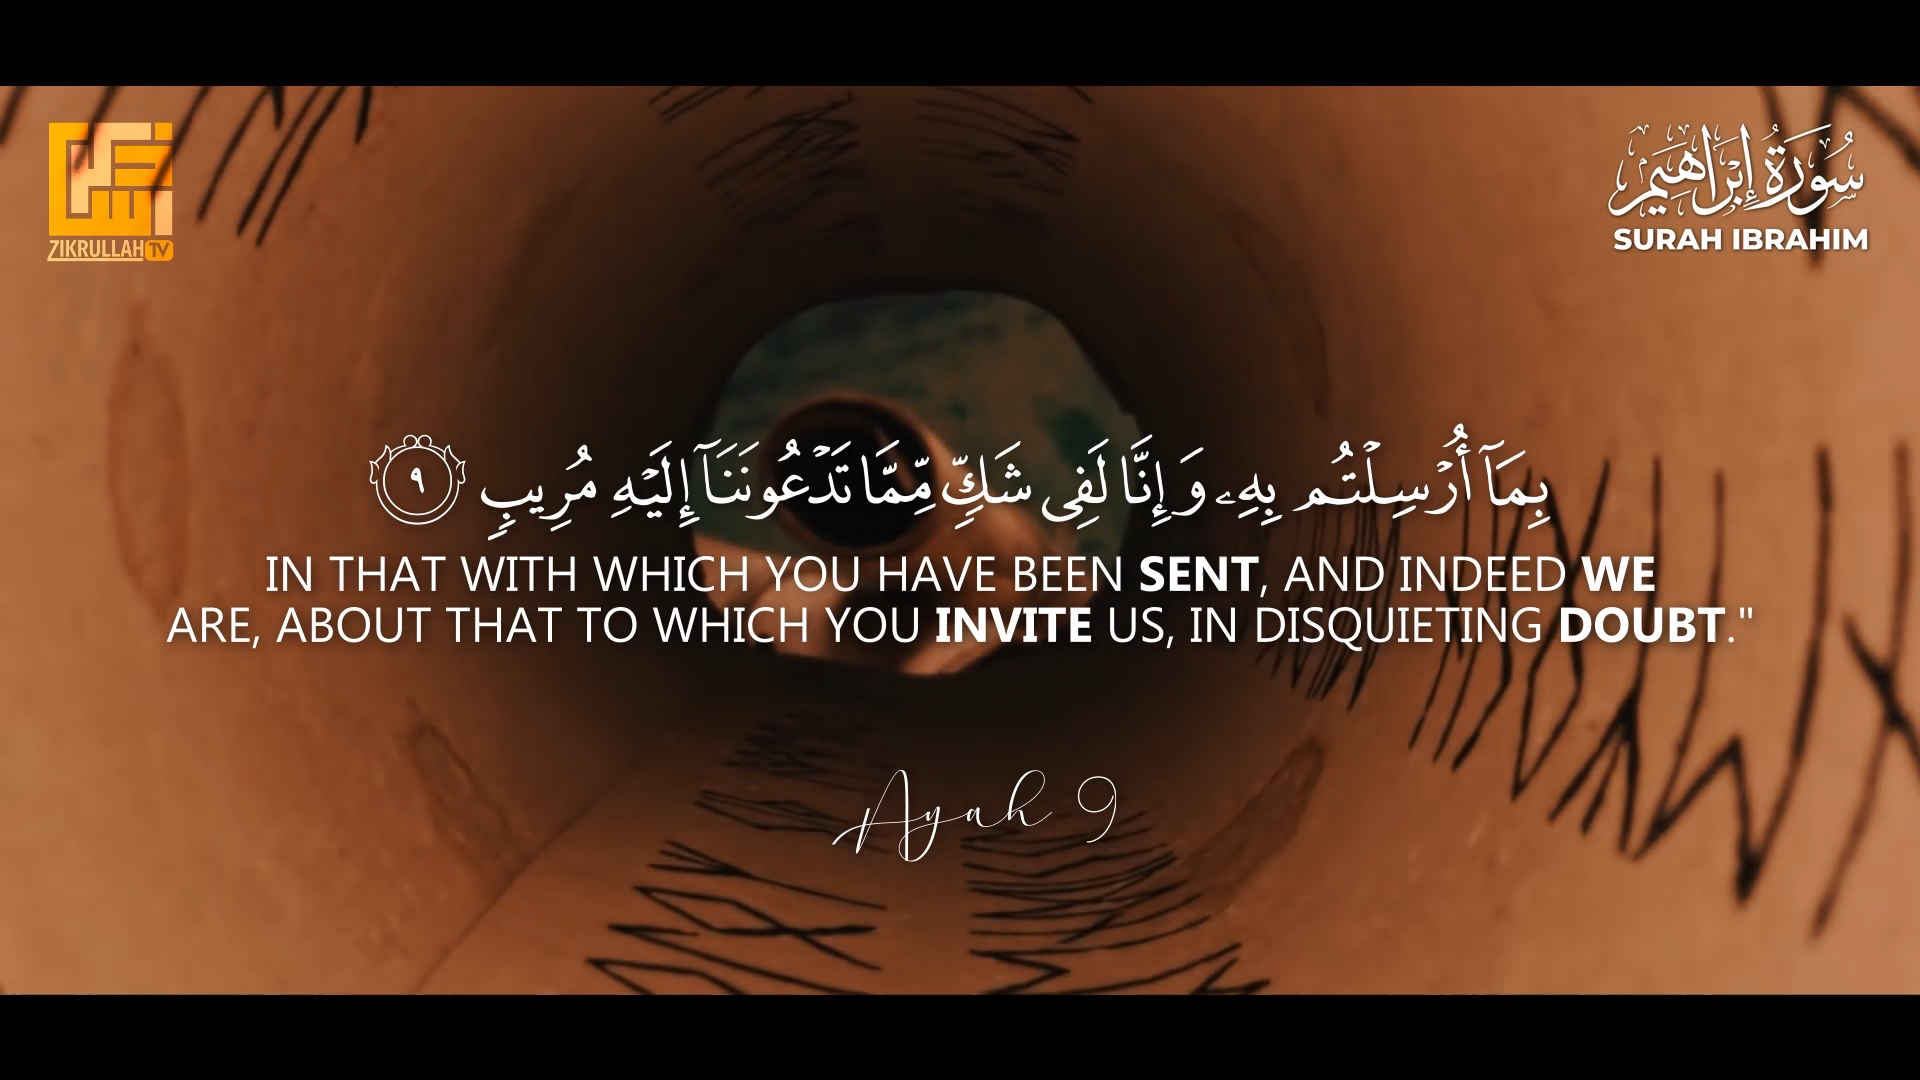 ZIKRULLAH TV
سُورَةُ إِبْرَاهِيم
SURAH IBRAHIM
بِمَآ أُرْسِلْتُم بِهِۦ وَإِنَّا لَفِى شَكٍّ مِّمَّا تَدْعُونَنَآ إِلَيْهِ مُرِيبٍ ٩
IN THAT WITH WHICH YOU HAVE BEEN SENT, AND INDEED WE
ARE, ABOUT THAT TO WHICH YOU INVITE US, IN DISQUIETING DOUBT."
Ayah 9